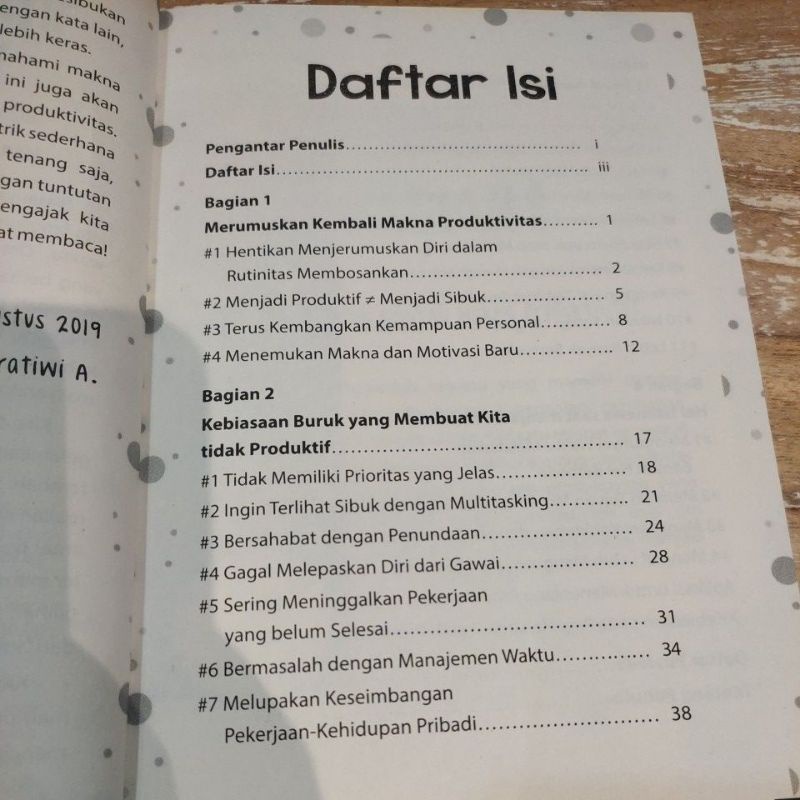 engan kata lain,
lebih keras.
ahami makna
ini juga akan
produktivitas.
trik sederhana
tenang saja,
gan tuntutan
engajak kita
at membaca!
ustus 2019
ratiwi A.
Daftar Isi
Pengantar Penulis........................................ i
Daftar Isi...................................................... iii
Bagian 1
Merumuskan Kembali Makna Produktivitas.......... 1
#1 Hentikan Menjerumuskan Diri dalam
Rutinitas Membosankan................................. 2
#2 Menjadi Produktif ≠ Menjadi Sibuk.................... 5
#3 Terus Kembangkan Kemampuan Personal............ 8
#4 Menemukan Makna dan Motivasi Baru................ 12
Bagian 2
Kebiasaan Buruk yang Membuat Kita
tidak Produktif.................................................. 17
#1 Tidak Memiliki Prioritas yang Jelas...................... 18
#2 Ingin Terlihat Sibuk dengan Multitasking............. 21
#3 Bersahabat dengan Penundaan......................... 24
#4 Gagal Melepaskan Diri dari Gawai...................... 28
#5 Sering Meninggalkan Pekerjaan
yang belum Selesai........................................... 31
#6 Bermasalah dengan Manajemen Waktu............... 34
#7 Melupakan Keseimbangan
Pekerjaan-Kehidupan Pribadi............................... 38